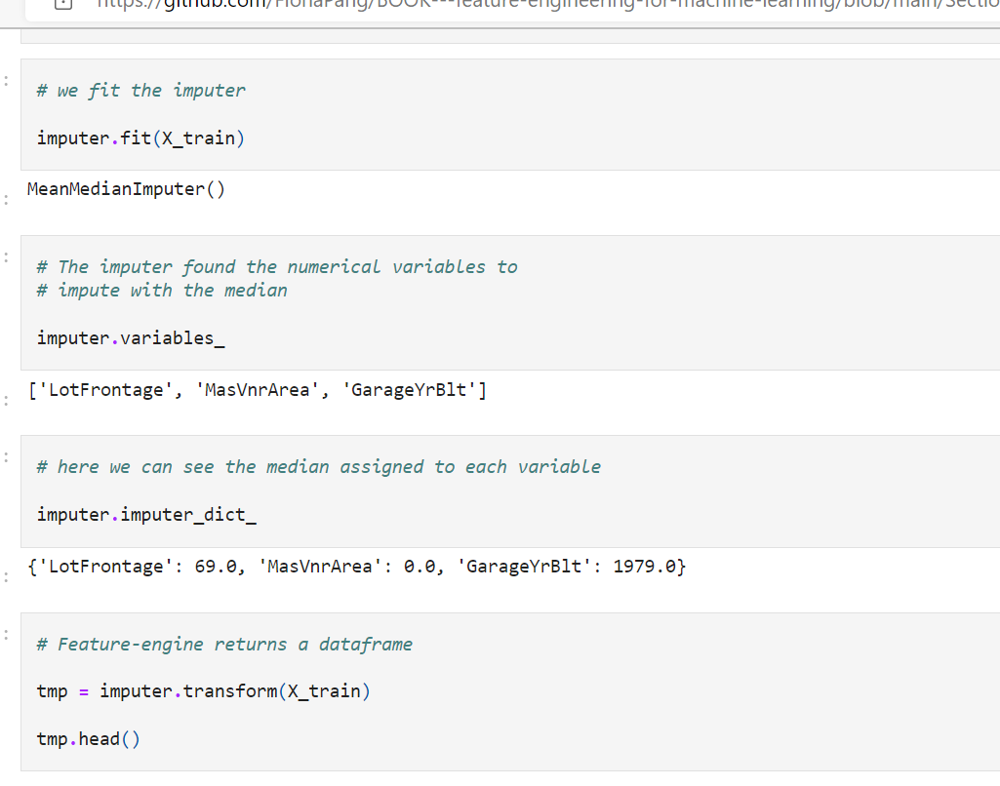 https://github.com/FionaPang/BOOK---feature-engineering-for-machine-learning/blob/main/Sectio
# we fit the imputer
imputer.fit(X_train)
MeanMedianImputer()
# The imputer found the numerical variables to
# impute with the median
imputer.variables_
['LotFrontage', 'MasVnrArea', 'GarageYrBlt']
# here we can see the median assigned to each variable
imputer.imputer_dict_
{'LotFrontage': 69.0, 'MasVnrArea': 0.0, 'GarageYrBlt': 1979.0}
# Feature-engine returns a dataframe
tmp = imputer.transform(X_train)
tmp.head()